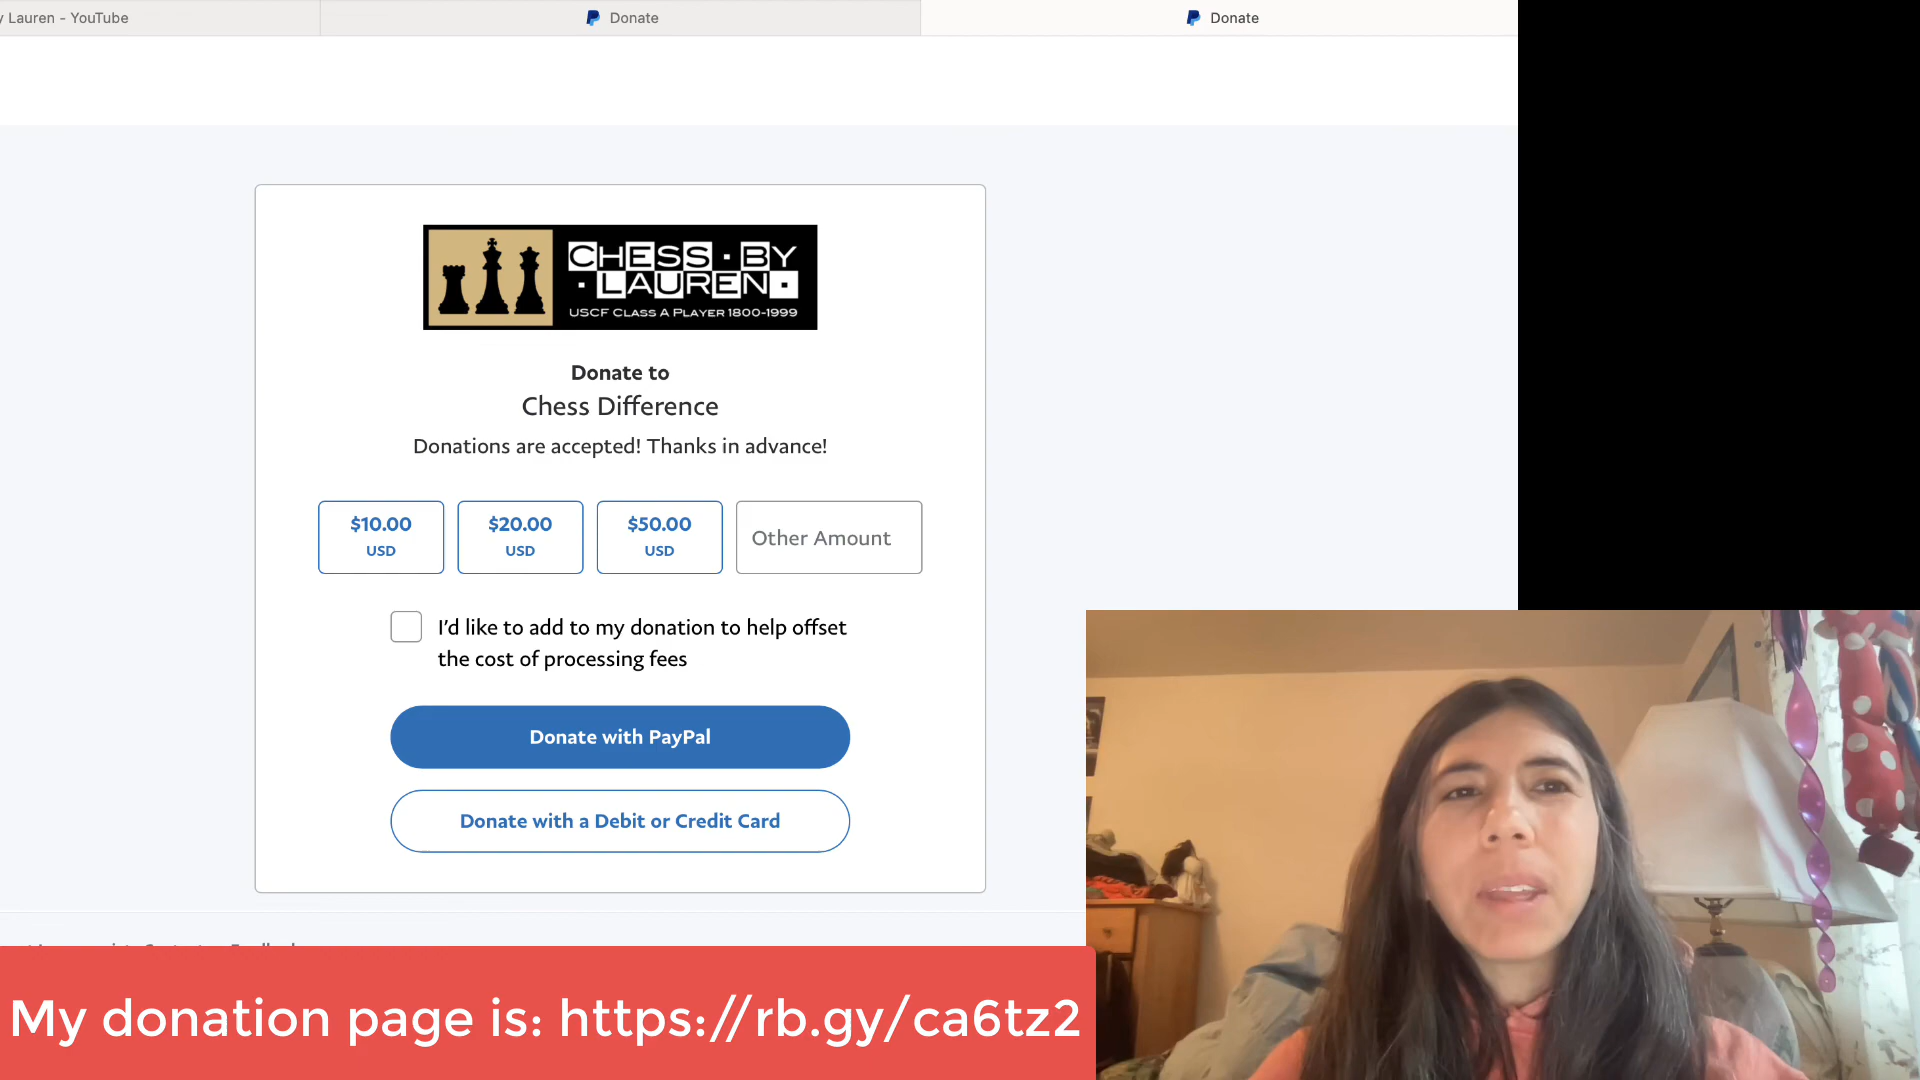 y Lauren - YouTube
Donate
Donate
CHESS · BY
· LAUREN ·
USCF CLASS A PLAYER 1800-1999
Donate to
Chess Difference
Donations are accepted! Thanks in advance!
$10.00
USD
$20.00
USD
$50.00
USD
Other Amount
I'd like to add to my donation to help offset
the cost of processing fees
Donate with PayPal
Donate with a Debit or Credit Card
My donation page is: https://rb.gy/ca6tz2